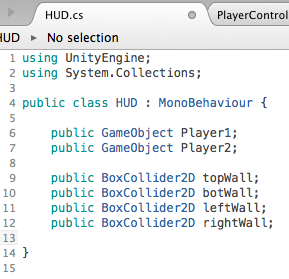 HUD.cs
PlayerControl
HUD ▸ No selection
1 using UnityEngine;
2 using System.Collections;
3
4 public class HUD : MonoBehaviour {
5
6 public GameObject Player1;
7 public GameObject Player2;
8
9 public BoxCollider2D topWall;
10 public BoxCollider2D botWall;
11 public BoxCollider2D leftWall;
12 public BoxCollider2D rightWall;
13
14 }
15